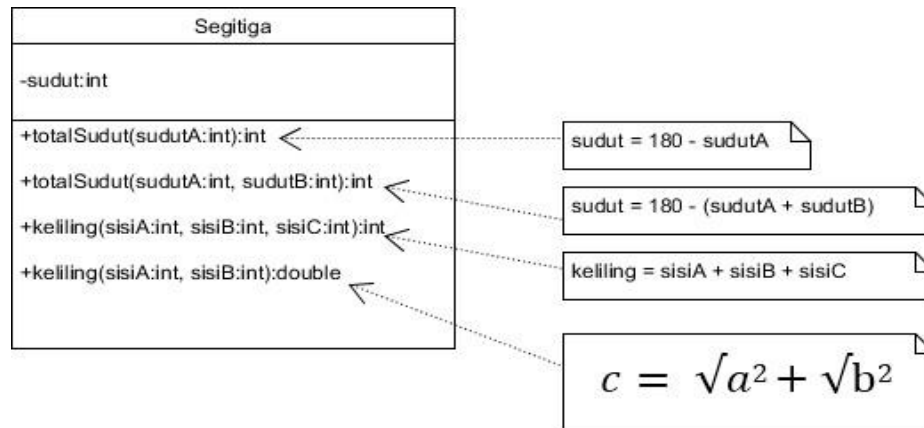 Segitiga
-sudut:int
+totalSudut(sudutA:int):int
+totalSudut(sudutA:int, sudutB:int):int
+keliling(sisiA:int, sisiB:int, sisiC:int):int
+keliling(sisiA:int, sisiB:int):double
sudut = 180 - sudutA
sudut = 180 - (sudutA + sudutB)
keliling = sisiA + sisiB + sisiC
c = √a² + √b²